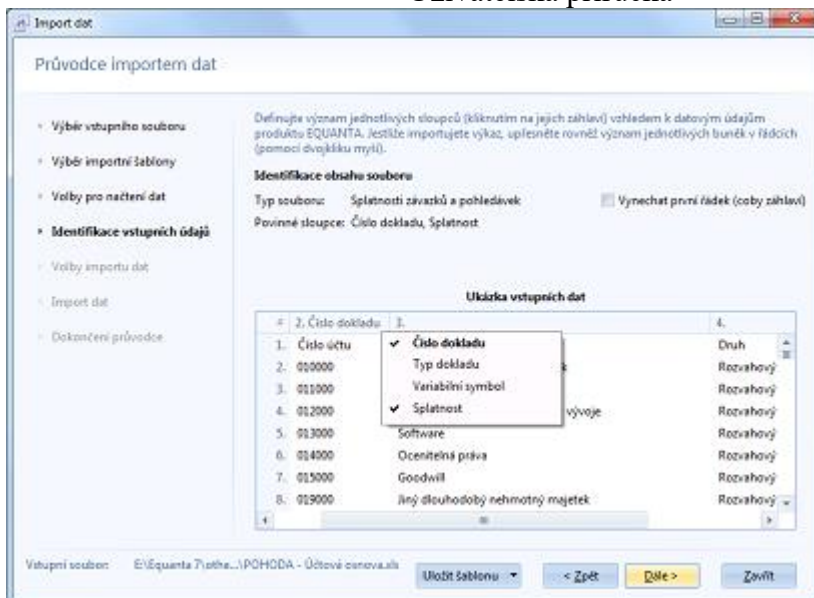 Import dat
Průvodce importem dat
Výběr vstupního souboru
Výběr importní šablony
Volby pro načtení dat
Identifikace vstupních údajů
Volby importu dat
Import dat
Dokončení průvodce
Definujte význam jednotlivých sloupců (kliknutím na jejich záhlaví) vzhledem k datovým údajům
produktu EQUANTA. Jestliže importujete výkaz, upřesněte rovněž význam jednotlivých buněk v řádcích
(pomocí dvojkliku myší).
Identifikace obsahu souboru
Typ souboru: Splatnosti závazků a pohledávek
Vynechat první řádek (coby záhlaví)
Povinné sloupce: Číslo dokladu, Splatnost
Ukázka vstupních dat
# 2. Číslo dokladu 3. 4.
1. Číslo účtu Druh
2. 010000 Rozvahový
3. 011000 Rozvahový
4. 012000 vývoje Rozvahový
5. 013000 Software Rozvahový
6. 014000 Ocenitelná práva Rozvahový
7. 015000 Goodwill Rozvahový
8. 019000 Jiný dlouhodobý nehmotný majetek Rozvahový
Číslo dokladu
Typ dokladu
Variabilní symbol
Splatnost
Vstupní soubor: E:\Equanta 7\othe...\POHODA - Účtová osnova.xls
Uložit šablonu
< Zpět
Dále >
Zavřít